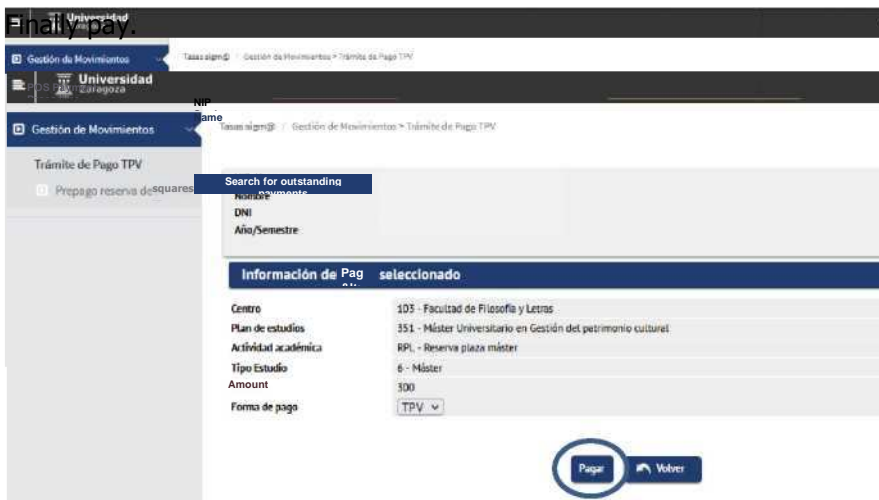 Finally pay.
Universidad
Gestión de Movimientos
Tasas sigm@ / Gestión de Movimientos > Trámite de Pago TPV
Universidad
Zaragoza
NIP
ame
Gestión de Movimientos
Tasas sigm@ / Gestión de Movimientos > Trámite de Pago TPV
Trámite de Pago TPV
Prepago reserva de squares
Search for outstanding
payments
Nombre
DNI
Año/Semestre
Información de Pag seleccionado
Centro 103 - Facultad de Filosofía y Letras
Plan de estudios 351 - Máster Universitario en Gestión del patrimonio cultural
Actividad académica RPL - Reserva plaza máster
Tipo Estudio 6 - Máster
Amount 300
Forma de pago TPV
Pagar Volver